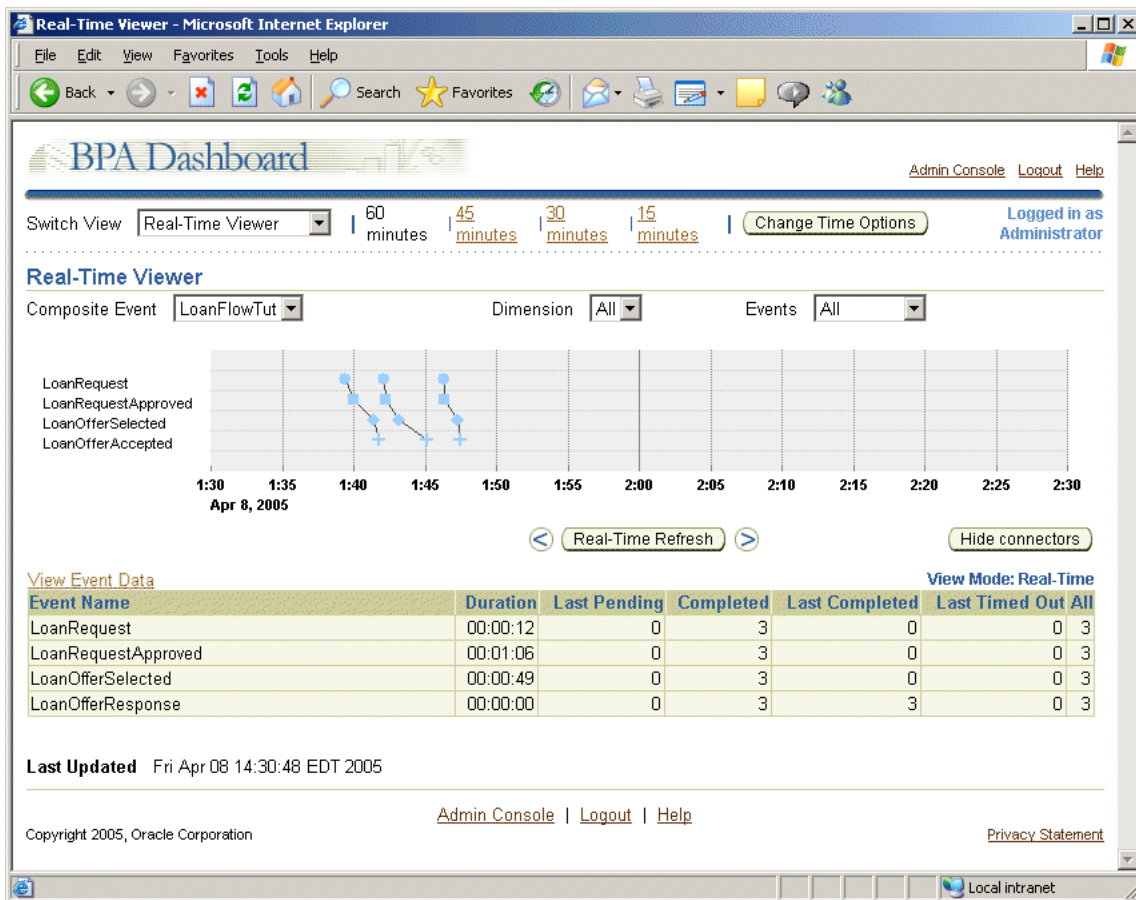 Real-Time Viewer - Microsoft Internet Explorer
File Edit View Favorites Tools Help
Back Search Favorites
BPA Dashboard
Admin Console Logout Help
Switch View Real-Time Viewer 60 minutes 45 minutes 30 minutes 15 minutes Change Time Options Logged in as Administrator
Real-Time Viewer
Composite Event LoanFlowTut Dimension All Events All
LoanRequest
LoanRequestApproved
LoanOfferSelected
LoanOfferAccepted
1:30 1:35 1:40 1:45 1:50 1:55 2:00 2:05 2:10 2:15 2:20 2:25 2:30
Apr 8, 2005
< Real-Time Refresh > Hide connectors
View Event Data View Mode: Real-Time
Event Name Duration Last Pending Completed Last Completed Last Timed Out All
LoanRequest 00:00:12 0 3 0 0 3
LoanRequestApproved 00:01:06 0 3 0 0 3
LoanOfferSelected 00:00:49 0 3 0 0 3
LoanOfferResponse 00:00:00 0 3 3 0 3
Last Updated Fri Apr 08 14:30:48 EDT 2005
Admin Console | Logout | Help
Copyright 2005, Oracle Corporation Privacy Statement
Local intranet